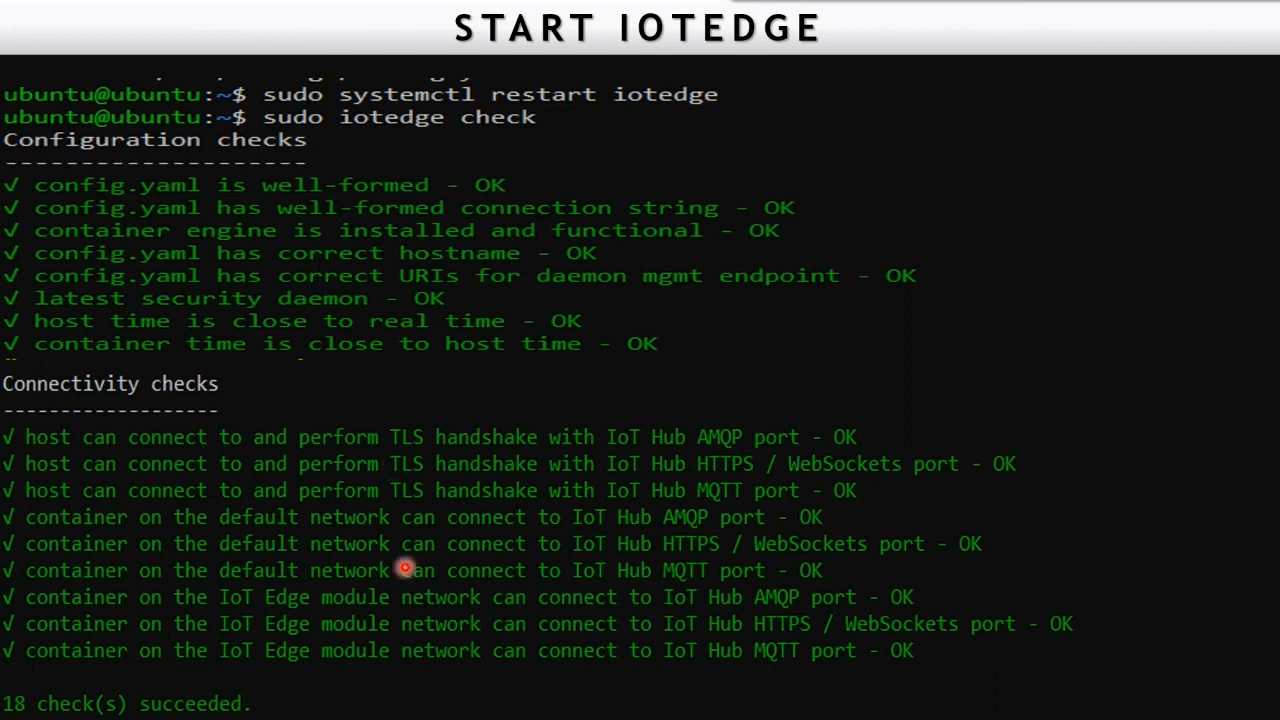 START IOTEDGE
ubuntu@ubuntu:~$ sudo systemctl restart iotedge
ubuntu@ubuntu:~$ sudo iotedge check
Configuration checks
--------------------
√ config.yaml is well-formed - OK
√ config.yaml has well-formed connection string - OK
√ container engine is installed and functional - OK
√ config.yaml has correct hostname - OK
√ config.yaml has correct URIs for daemon mgmt endpoint - OK
√ latest security daemon - OK
√ host time is close to real time - OK
√ container time is close to host time - OK
Connectivity checks
-------------------
√ host can connect to and perform TLS handshake with IoT Hub AMQP port - OK
√ host can connect to and perform TLS handshake with IoT Hub HTTPS / WebSockets port - OK
√ host can connect to and perform TLS handshake with IoT Hub MQTT port - OK
√ container on the default network can connect to IoT Hub AMQP port - OK
√ container on the default network can connect to IoT Hub HTTPS / WebSockets port - OK
√ container on the default network can connect to IoT Hub MQTT port - OK
√ container on the IoT Edge module network can connect to IoT Hub AMQP port - OK
√ container on the IoT Edge module network can connect to IoT Hub HTTPS / WebSockets port - OK
√ container on the IoT Edge module network can connect to IoT Hub MQTT port - OK
18 check(s) succeeded.